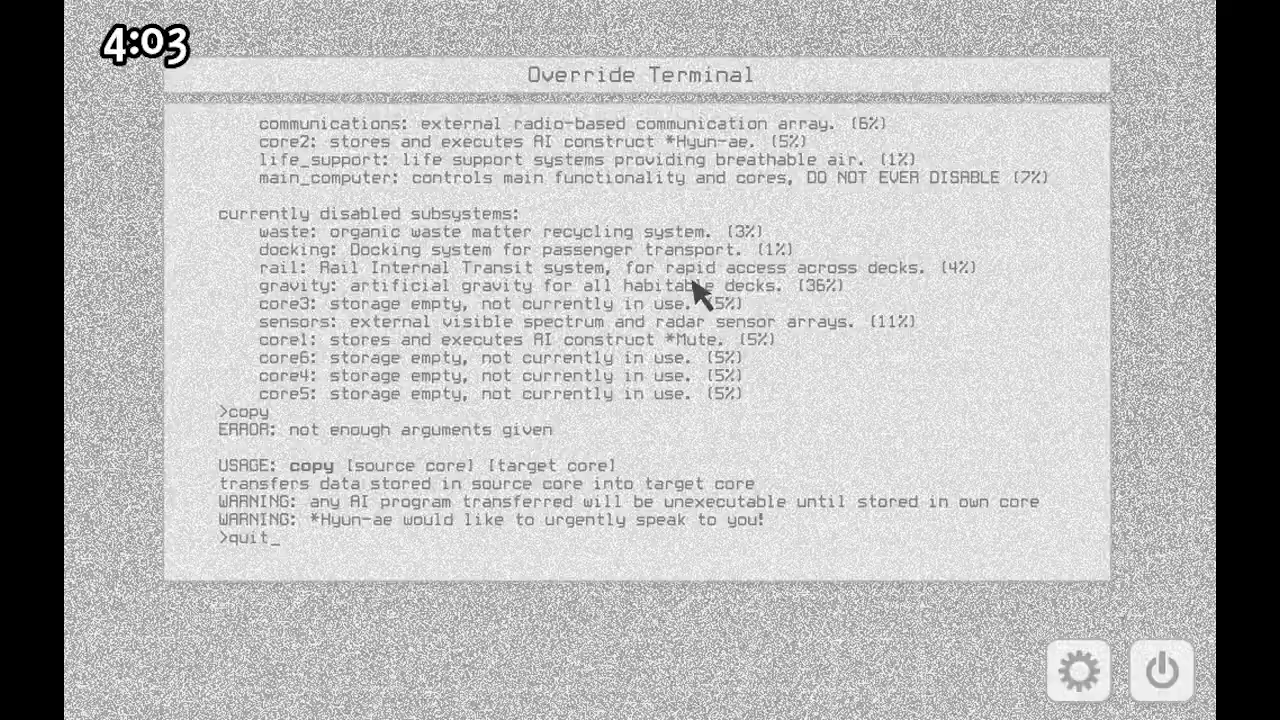 4:03
Override Terminal
communications: external radio-based communication array. (6%)
core2: stores and executes AI construct *Hyun-ae. (5%)
life_support: life support systems providing breathable air. (1%)
main_computer: controls main functionality and cores, DO NOT EVER DISABLE (7%)
currently disabled subsystems:
waste: organic waste matter recycling system. (3%)
docking: Docking system for passenger transport. (1%)
rail: Rail Internal Transit system, for rapid access across decks. (4%)
gravity: artificial gravity for all habitable decks. (36%)
core3: storage empty, not currently in use. (5%)
sensors: external visible spectrum and radar sensor arrays. (11%)
core1: stores and executes AI construct *Mute. (5%)
core6: storage empty, not currently in use. (5%)
core4: storage empty, not currently in use. (5%)
core5: storage empty, not currently in use. (5%)
>copy
ERROR: not enough arguments given
USAGE: copy [source core] [target core]
transfers data stored in source core into target core
WARNING: any AI program transferred will be unexecutable until stored in own core
WARNING: *Hyun-ae would like to urgently speak to you!
>quit_